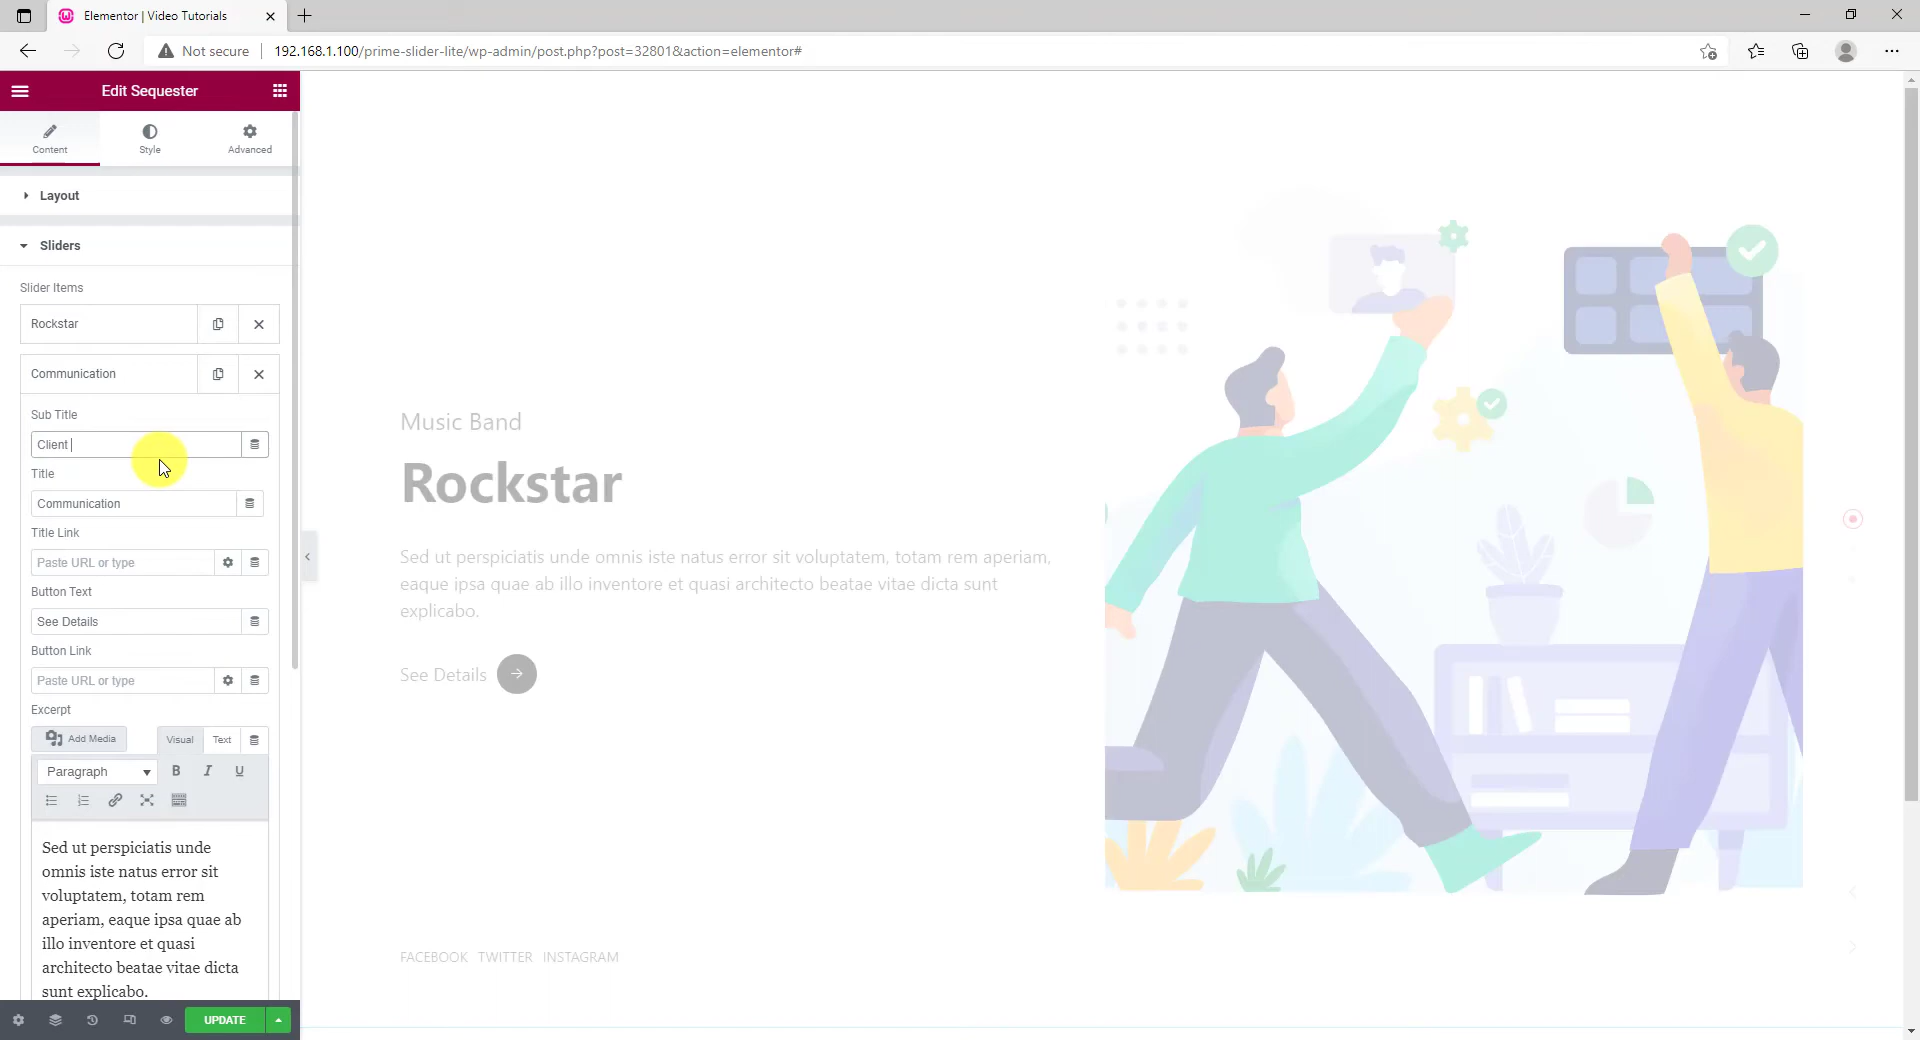 Elementor | Video Tutorials
Not secure
192.168.1.100/prime-slider-lite/wp-admin/post.php?post=32801&action=elementor#
Edit Sequester
Content
Style
Advanced
Layout
Sliders
Slider Items
Rockstar
Communication
Sub Title
Client
Title
Communication
Title Link
Paste URL or type
Button Text
See Details
Button Link
Paste URL or type
Excerpt
Add Media
Visual
Text
Paragraph
B
I
U
Sed ut perspiciatis unde
omnis iste natus error sit
voluptatem, totam rem
aperiam, eaque ipsa quae ab
illo inventore et quasi
architecto beatae vitae dicta
sunt explicabo.
UPDATE
Music Band
Rockstar
Sed ut perspiciatis unde omnis iste natus error sit voluptatem, totam rem aperiam,
eaque ipsa quae ab illo inventore et quasi architecto beatae vitae dicta sunt
explicabo.
See Details
FACEBOOK TWITTER INSTAGRAM